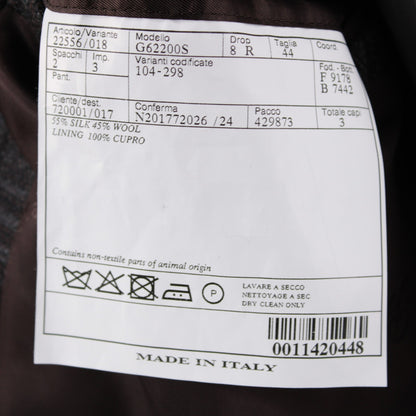 Articolo/Variante Modello Drop Taglia Coord.
22556/018 G62200S 8 R 44
Spacchi Imp. Varianti codificate Fod. - Bot.
2 3 104-298 F 9178
Pant. B 7442
Cliente/dest. Conferma Pacco Totale capi
720001/017 N201772026 /24 429873 3
55% SILK 45% WOOL
LINING 100% CUPRO
Contains non-textile parts of animal origin
P
LAVARE A SECCO
NETTOYAGE A SEC
DRY CLEAN ONLY
0011420448
MADE IN ITALY